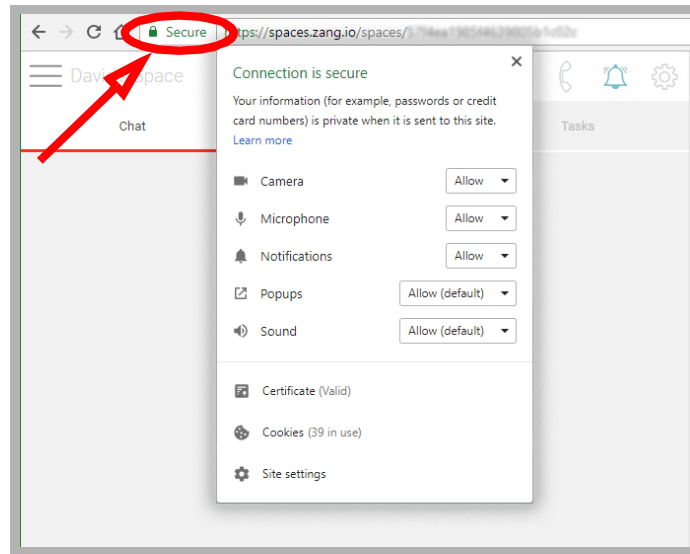 Secure
https://spaces.zang.io/spaces/
Space
Connection is secure
Your information (for example, passwords or credit
card numbers) is private when it is sent to this site.
Learn more
Chat
Tasks
Camera Allow
Microphone Allow
Notifications Allow
Popups Allow (default)
Sound Allow (default)
Certificate (Valid)
Cookies (39 in use)
Site settings